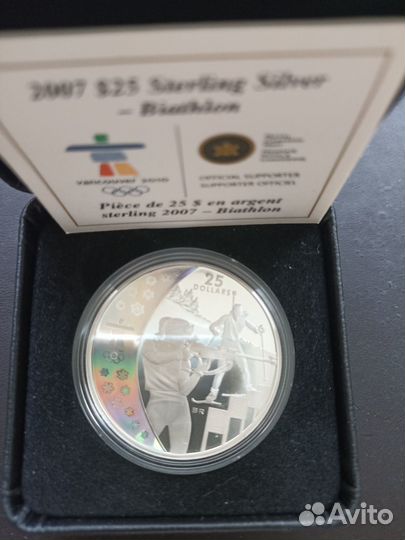 2007 $25 Sterling Silver
– Biathlon
VANCOUVER 2010
OFFICIAL SUPPORTER
SUPPORTEUR OFFICIEL
Pièce de 25 $ en argent
sterling 2007 – Biathlon
25
DOLLARS
Avito